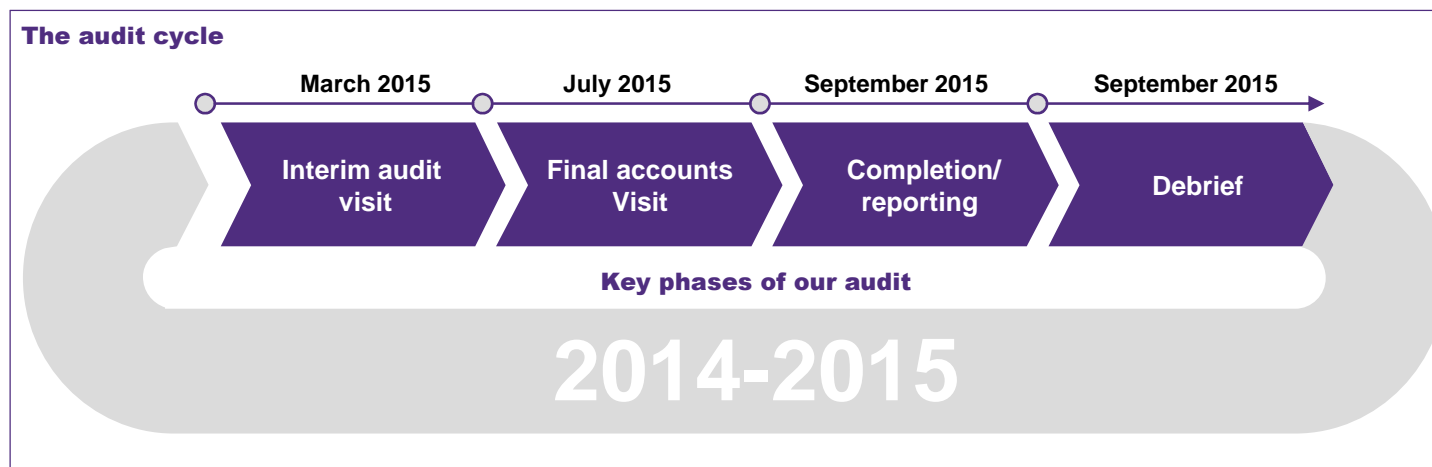 The audit cycle
March 2015
July 2015
September 2015
September 2015
Interim audit
visit
Final accounts
Visit
Completion/
reporting
Debrief
Key phases of our audit
2014-2015